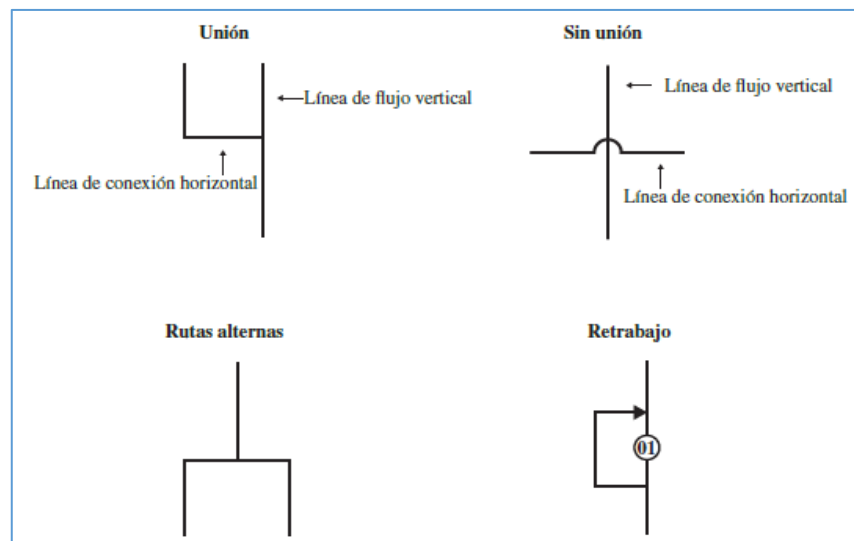 Unión
Línea de flujo vertical
Línea de conexión horizontal
Sin unión
Línea de flujo vertical
Línea de conexión horizontal
Rutas alternas
Retrabajo
01